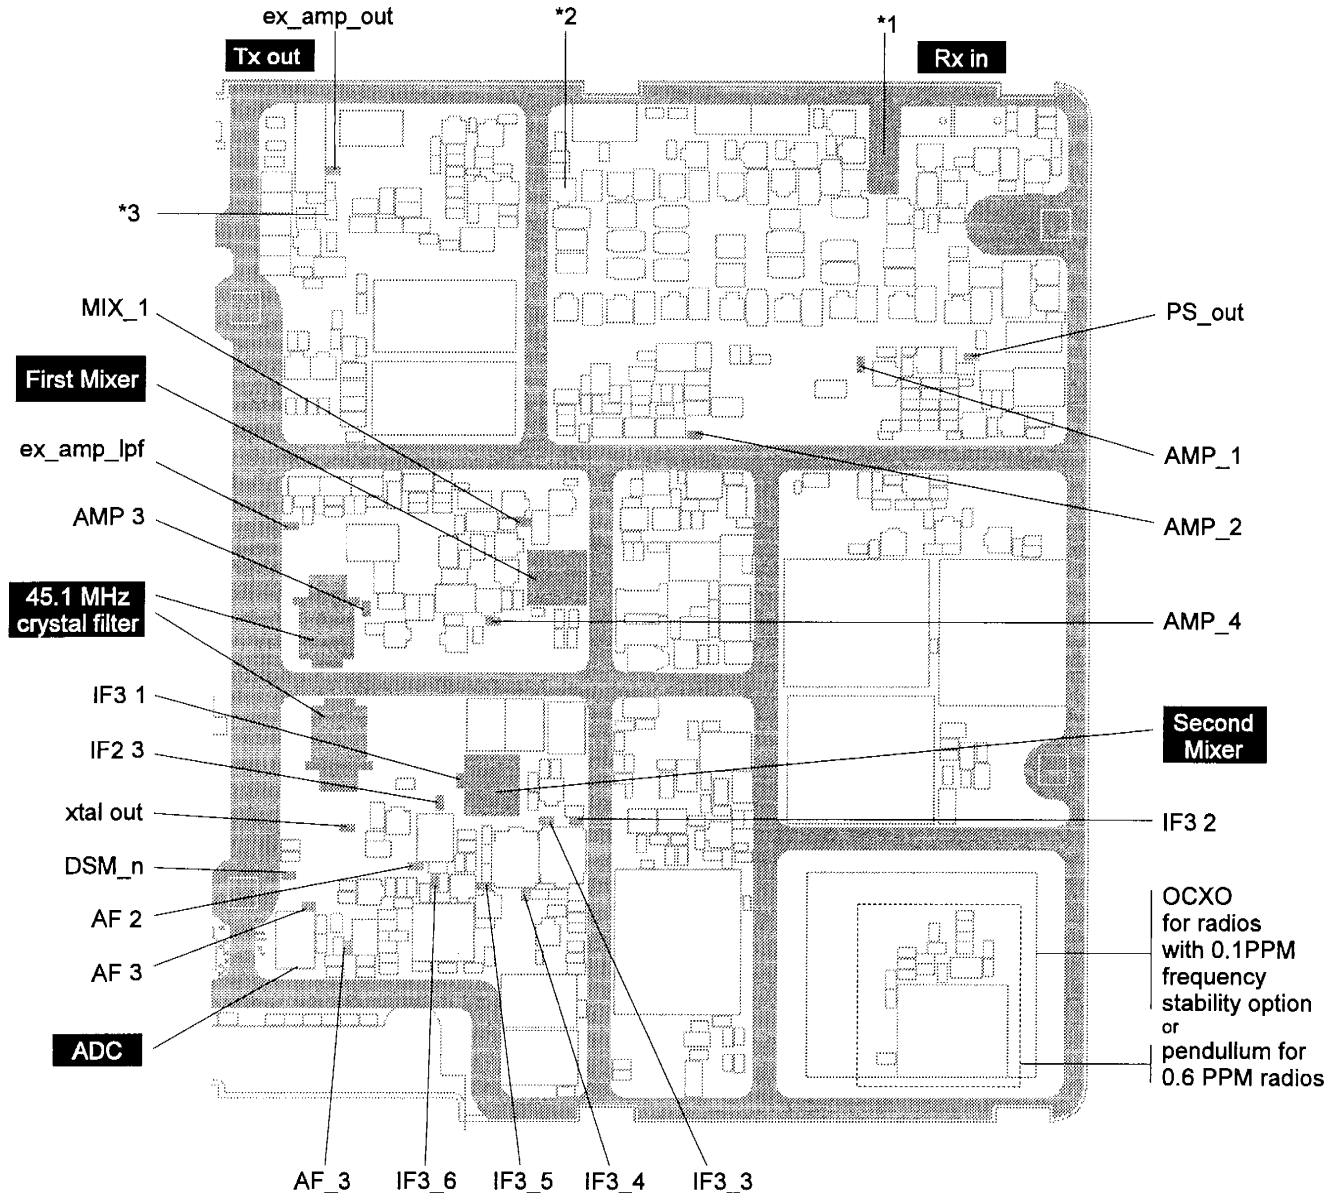 ex_amp_out
*2
*1
Tx out
Rx in
*3
MIX_1
PS_out
First Mixer
ex_amp_lpf
AMP_1
AMP 3
AMP_2
45.1 MHz
crystal filter
AMP_4
IF3 1
Second
Mixer
IF2 3
xtal out
IF3 2
DSM_n
AF 2
AF 3
OCXO
for radios
with 0.1PPM
frequency
stability option
or
pendullum for
0.6 PPM radios
ADC
AF_3
IF3_6
IF3_5
IF3_4
IF3_3